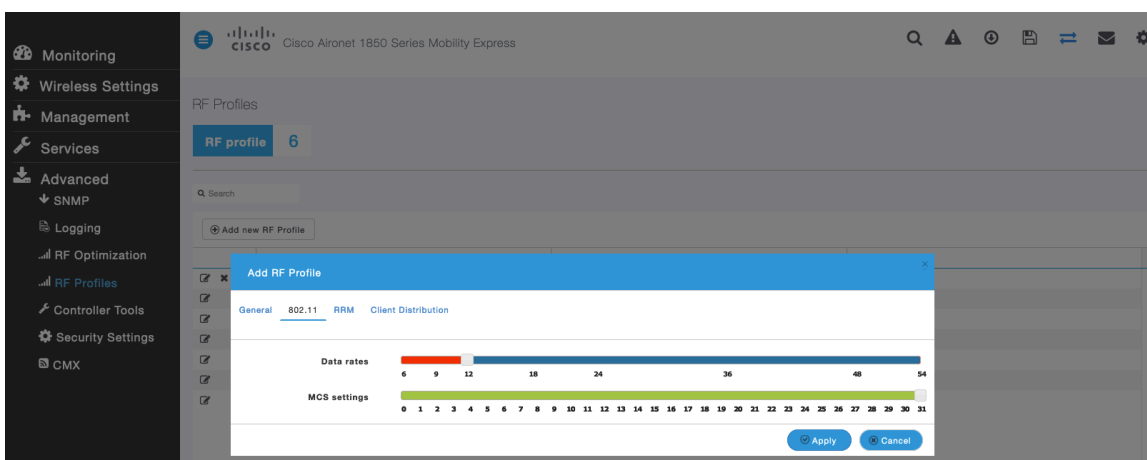 CISCO Cisco Aironet 1850 Series Mobility Express
Monitoring
Wireless Settings
Management
Services
Advanced
SNMP
Logging
RF Optimization
RF Profiles
Controller Tools
Security Settings
CMX
RF Profiles
RF profile 6
Search
Add new RF Profile
Add RF Profile
General 802.11 RRM Client Distribution
Data rates
6 9 12 18 24 36 48 54
MCS settings
0 1 2 3 4 5 6 7 8 9 10 11 12 13 14 15 16 17 18 19 20 21 22 23 24 25 26 27 28 29 30 31
Apply Cancel